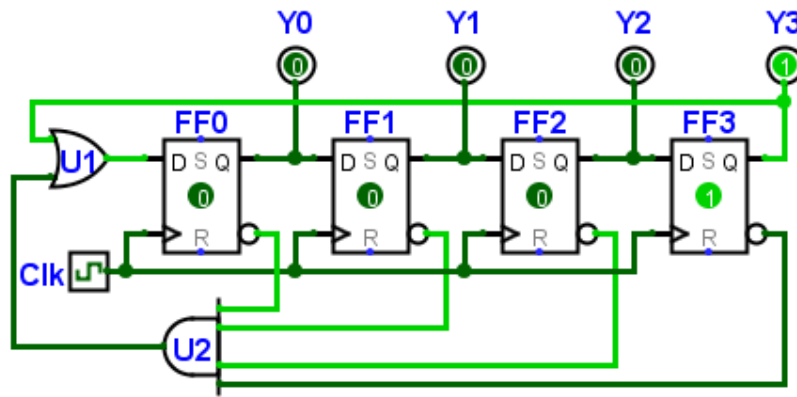 Y0 Y1 Y2 Y3
0 0 0 1
FF0 FF1 FF2 FF3
U1 D S Q D S Q D S Q D S Q
0 0 0 1
R R R R
Clk
U2